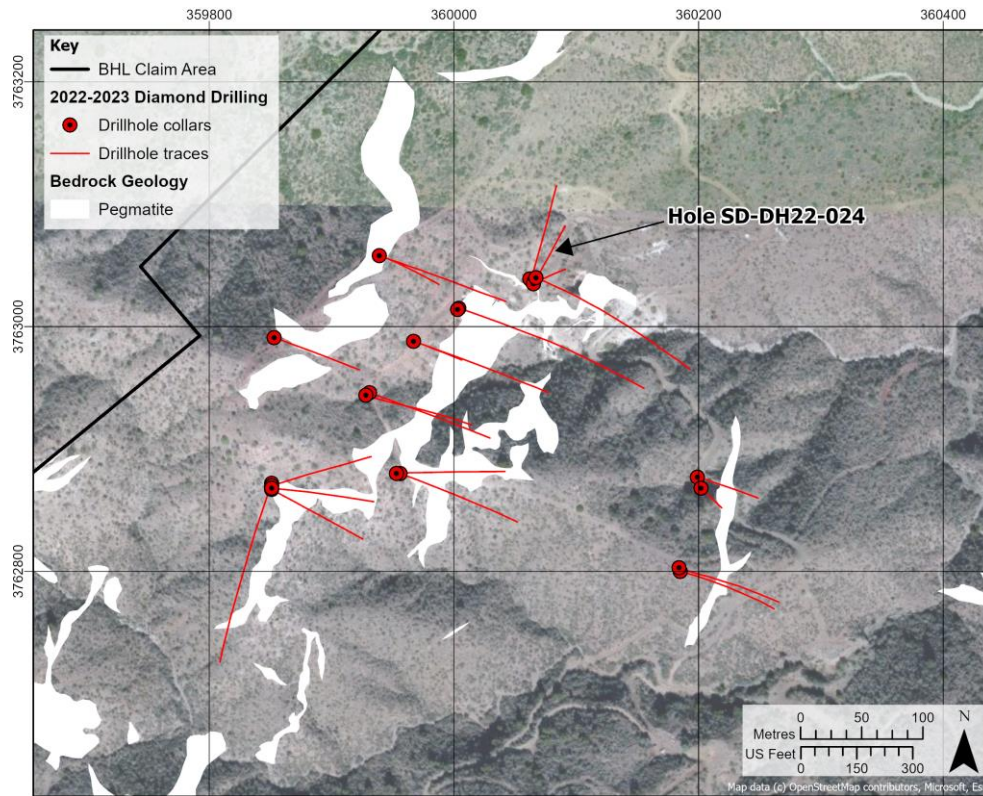 359800
360000
360200
360400
3763200
3763000
3762800
Key
BHL Claim Area
2022-2023 Diamond Drilling
Drillhole collars
Drillhole traces
Bedrock Geology
Pegmatite
Hole SD-DH22-024
0 50 100
Metres
US Feet
0 150 300
N
Map data (c) OpenStreetMap contributors, Microsoft, Es